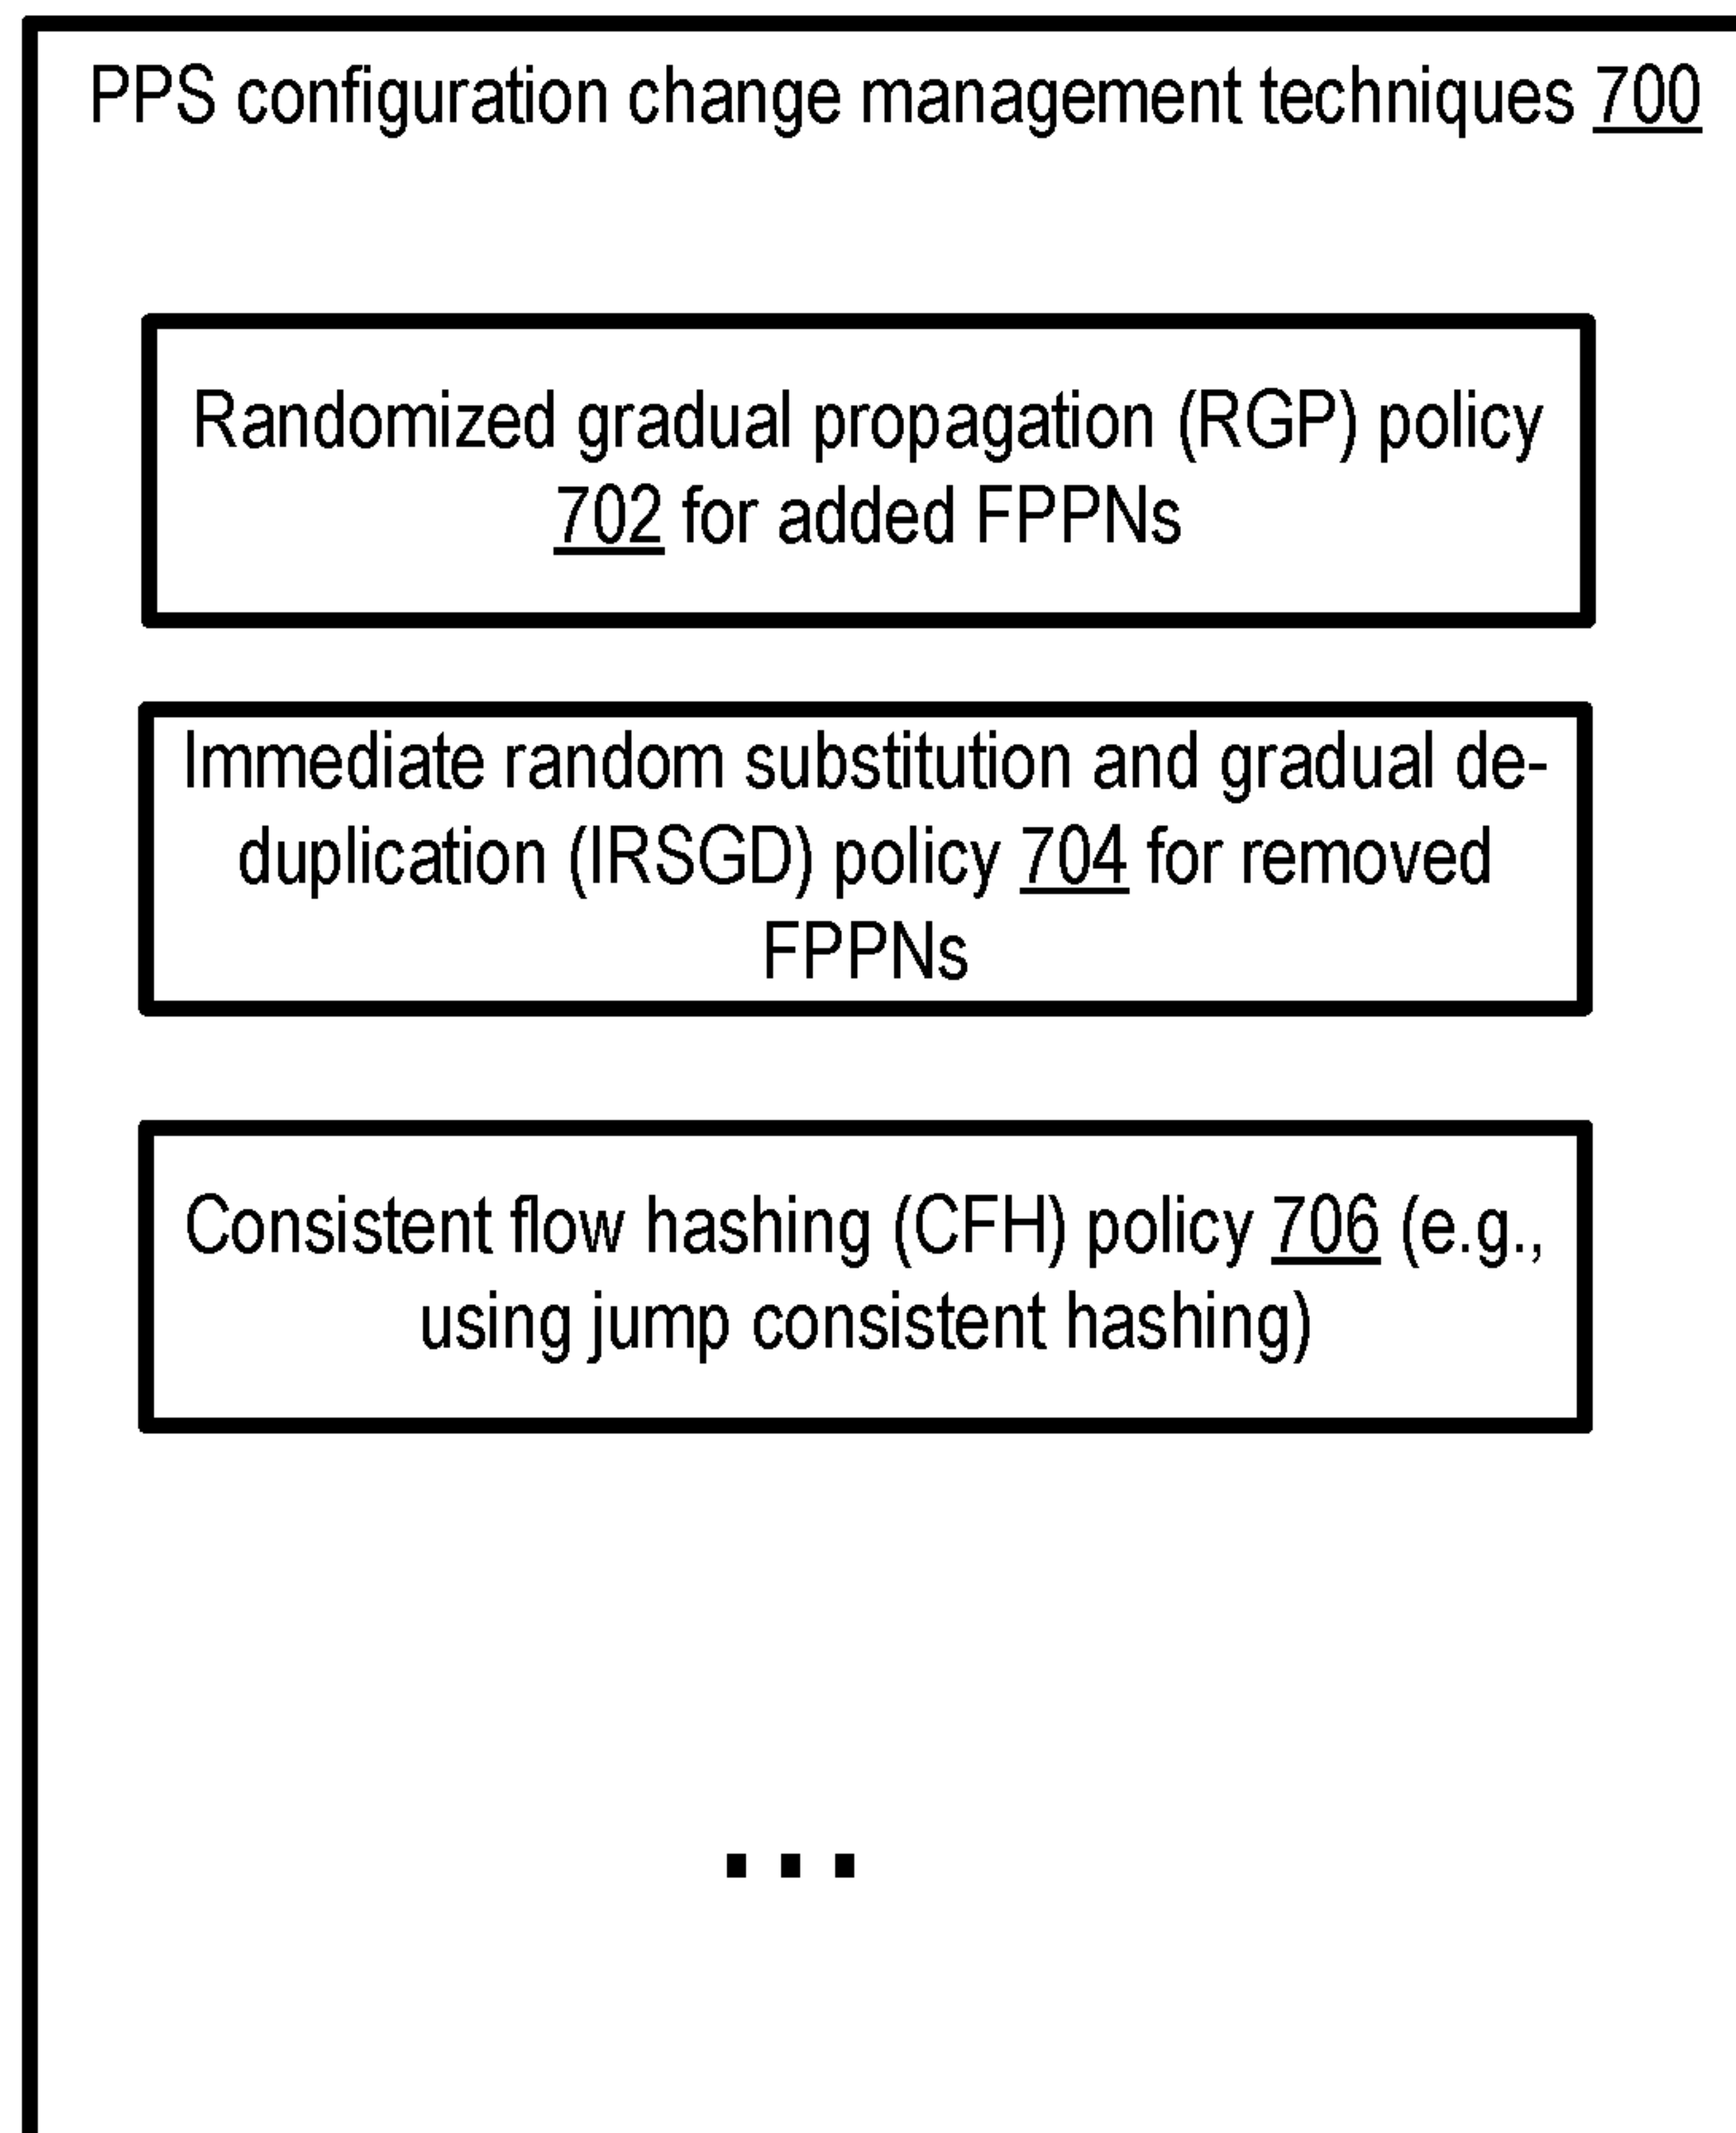 PPS configuration change management techniques 700
Randomized gradual propagation (RGP) policy
702 for added FPPNs
Immediate random substitution and gradual de-
duplication (IRSGD) policy 704 for removed
FPPNs
Consistent flow hashing (CFH) policy 706 (e.g.,
using jump consistent hashing)
...